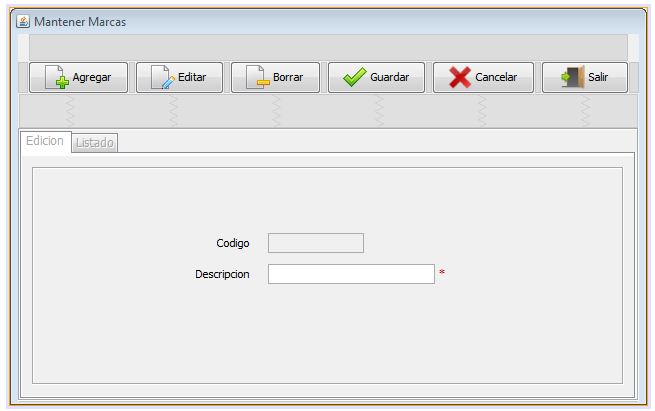 Mantener Marcas
Agregar Editar Borrar Guardar Cancelar Salir
Edicion Listado
Codigo
Descripcion *